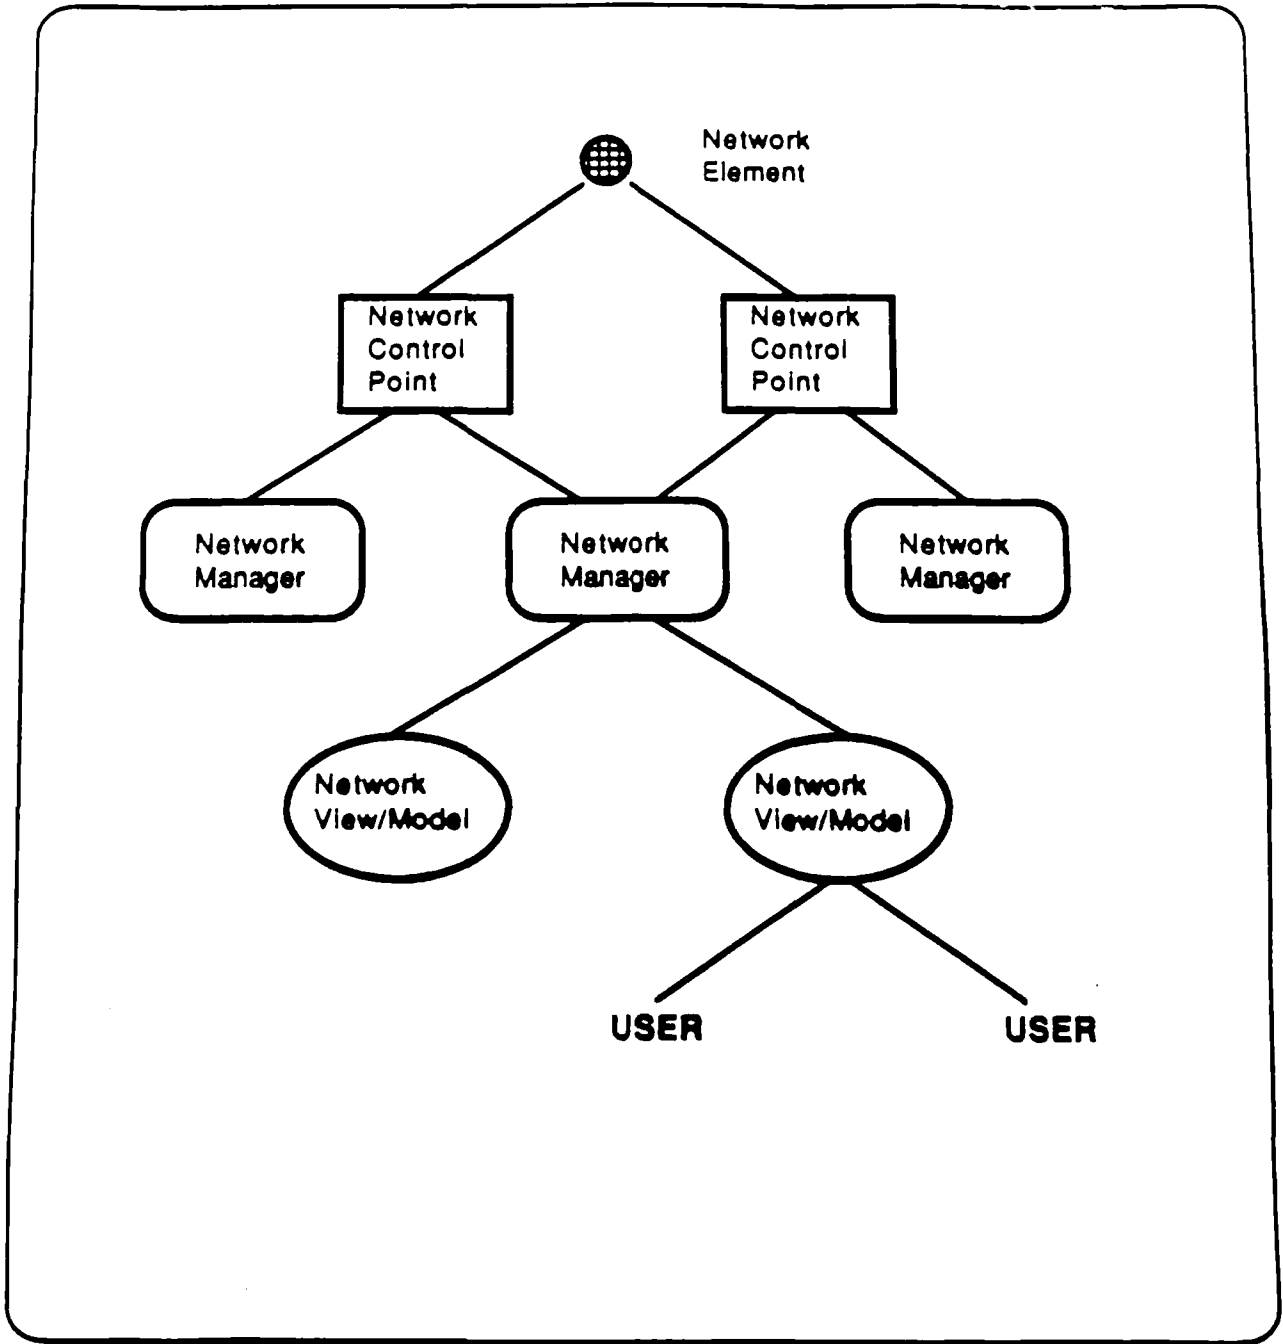 Network
Element
Network
Control
Point
Network
Control
Point
Network
Manager
Network
Manager
Network
Manager
Network
View/Model
Network
View/Model
USER
USER